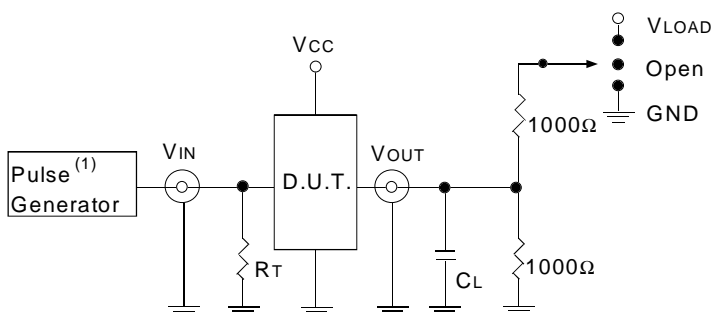 VLOAD
VCC
Open
GND
1000Ω
VIN
VOUT
Pulse (1)
Generator
D.U.T.
RT
CL
1000Ω